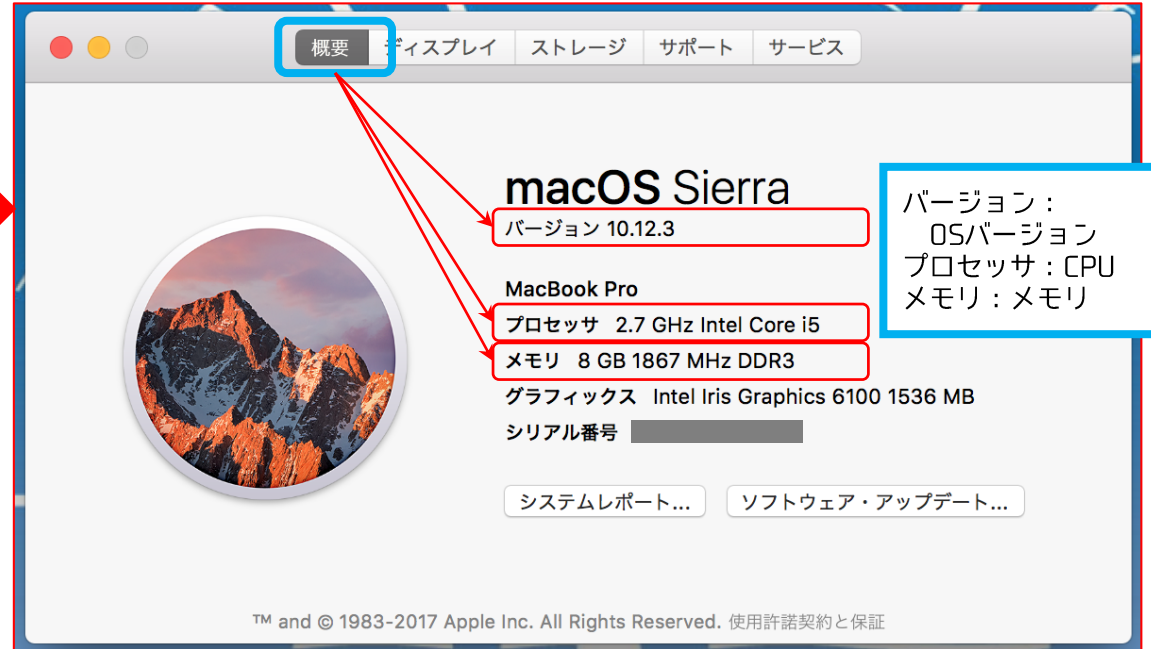 概要 ディスプレイ ストレージ サポート サービス
macOS Sierra
バージョン 10.12.3
MacBook Pro
プロセッサ 2.7 GHz Intel Core i5
メモリ 8 GB 1867 MHz DDR3
グラフィックス Intel Iris Graphics 6100 1536 MB
シリアル番号
システムレポート...
ソフトウェア・アップデート...
™ and © 1983-2017 Apple Inc. All Rights Reserved. 使用許諾契約と保証
バージョン：
OSバージョン
プロセッサ：CPU
メモリ：メモリ